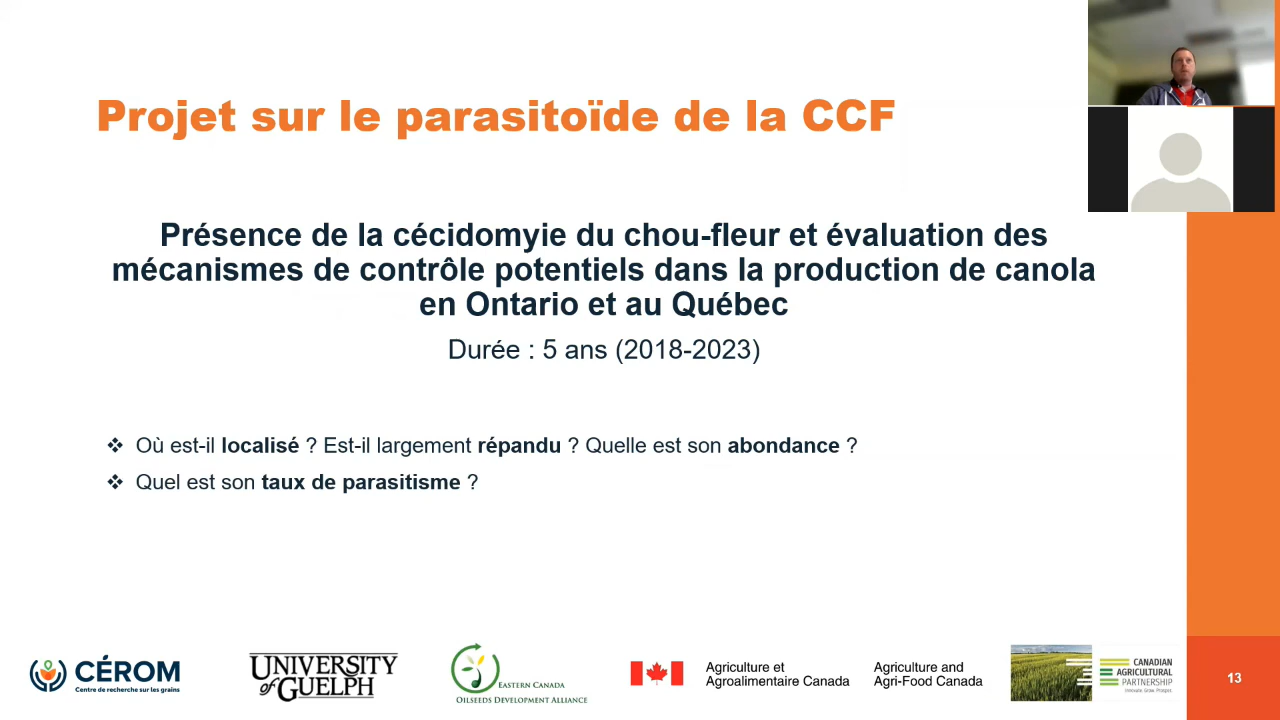 Projet sur le parasitoïde de la CCF
Présence de la cécidomyie du chou-fleur et évaluation des
mécanismes de contrôle potentiels dans la production de canola
en Ontario et au Québec
Durée : 5 ans (2018-2023)
❖ Où est-il localisé ? Est-il largement répandu ? Quelle est son abondance ?
❖ Quel est son taux de parasitisme ?
CÉROM
Centre de recherche sur les grains
UNIVERSITY
of GUELPH
EASTERN CANADA
OILSEEDS DEVELOPMENT ALLIANCE
Agriculture et
Agroalimentaire Canada
Agriculture and
Agri-Food Canada
CANADIAN
AGRICULTURAL
PARTNERSHIP
Innovate. Grow. Prosper.
13